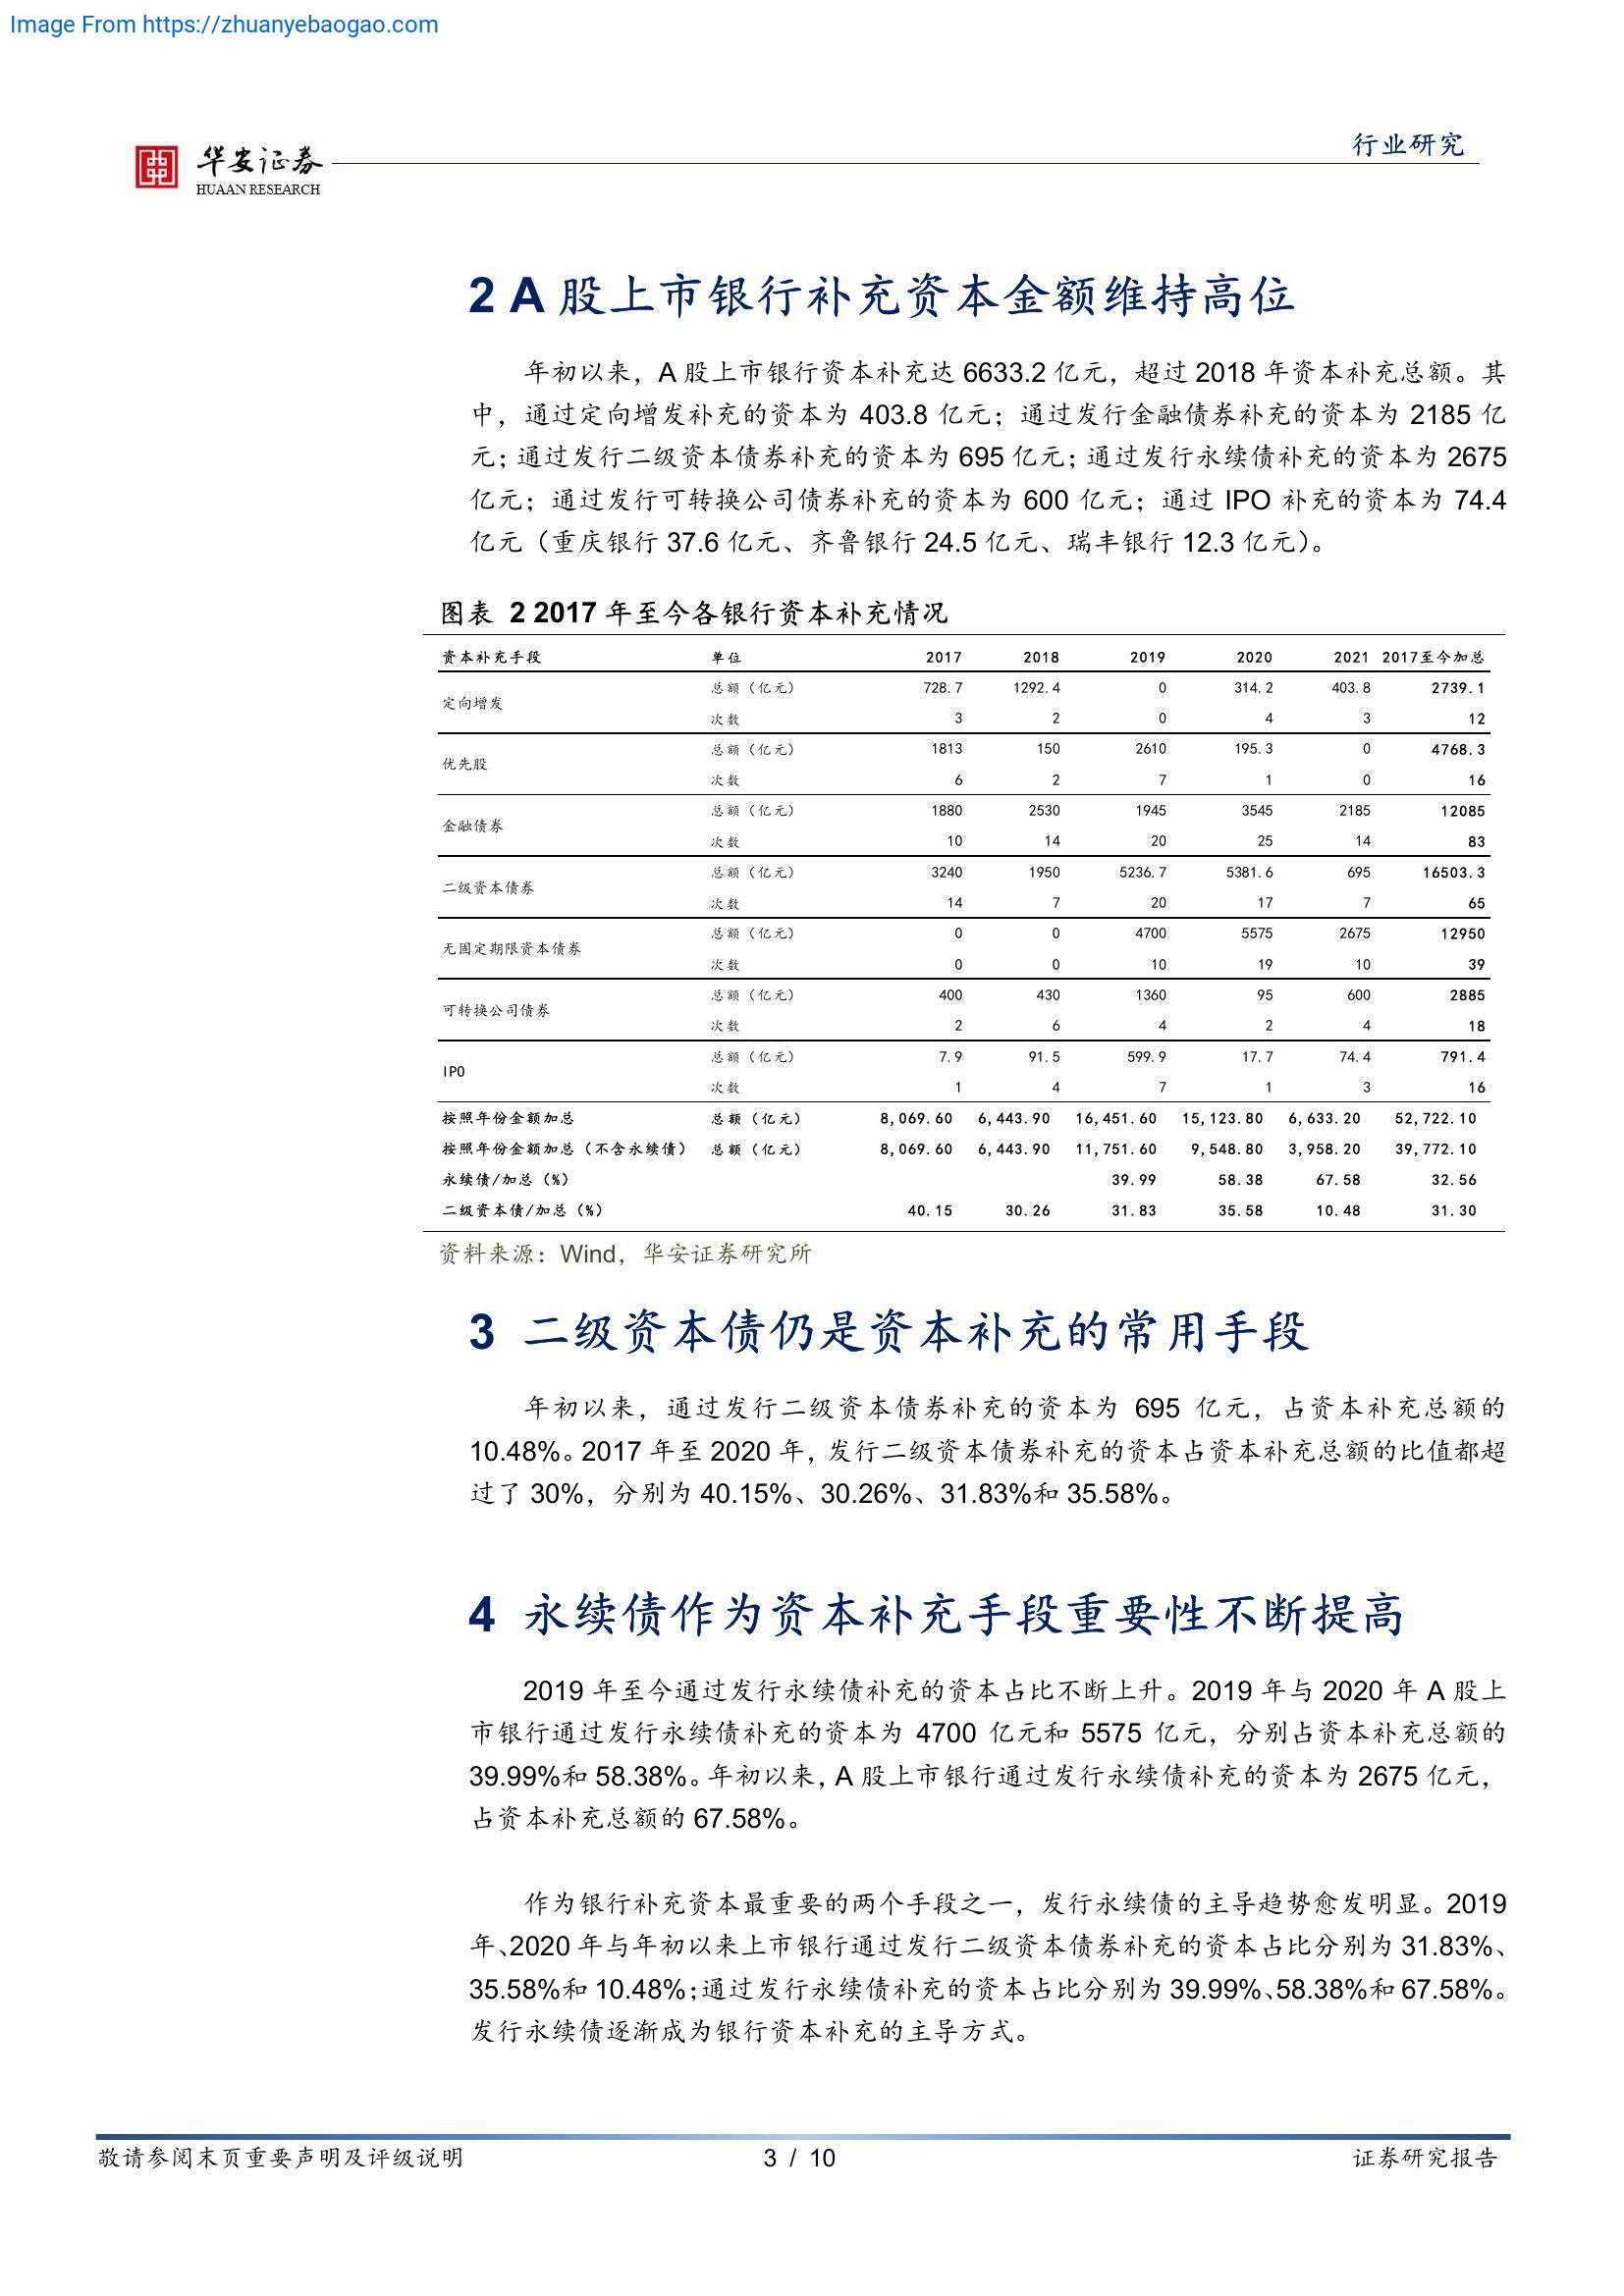 Image From https://zhuanyebaogao.com
行业研究
华安证券
HUAAN RESEARCH
2 A 股上市银行补充资本金额维持高位
年初以来，A 股上市银行资本补充达 6633.2 亿元，超过 2018 年资本补充总额。其
中，通过定向增发补充的资本为 403.8 亿元；通过发行金融债券补充的资本为 2185 亿
元；通过发行二级资本债券补充的资本为 695 亿元；通过发行永续债补充的资本为 2675
亿元；通过发行可转换公司债券补充的资本为 600 亿元；通过 IPO 补充的资本为 74.4
亿元（重庆银行 37.6 亿元、齐鲁银行 24.5 亿元、瑞丰银行 12.3 亿元）。
图表 2 2017 年至今各银行资本补充情况
资本补充手段 单位 2017 2018 2019 2020 2021 2017至今加总
定向增发 总额（亿元） 728.7 1292.4 0 314.2 403.8 2739.1
次数 3 2 0 4 3 12
优先股 总额（亿元） 1813 150 2610 195.3 0 4768.3
次数 6 2 7 1 0 16
金融债券 总额（亿元） 1880 2530 1945 3545 2185 12085
次数 10 14 20 25 14 83
二级资本债券 总额（亿元） 3240 1950 5236.7 5381.6 695 16503.3
次数 14 7 20 17 7 65
无固定期限资本债券 总额（亿元） 0 0 4700 5575 2675 12950
次数 0 0 10 19 10 39
可转换公司债券 总额（亿元） 400 430 1360 95 600 2885
次数 2 6 4 2 4 18
IPO 总额（亿元） 7.9 91.5 599.9 17.7 74.4 791.4
次数 1 4 7 1 3 16
按照年份金额加总 总额（亿元） 8,069.60 6,443.90 16,451.60 15,123.80 6,633.20 52,722.10
按照年份金额加总（不含永续债） 总额（亿元） 8,069.60 6,443.90 11,751.60 9,548.80 3,958.20 39,772.10
永续债/加总（%） 39.99 58.38 67.58 32.56
二级资本债/加总（%） 40.15 30.26 31.83 35.58 10.48 31.30
资料来源：Wind，华安证券研究所
3 二级资本债仍是资本补充的常用手段
年初以来，通过发行二级资本债券补充的资本为 695 亿元，占资本补充总额的
10.48%。2017 年至 2020 年，发行二级资本债券补充的资本占资本补充总额的比值都超
过了 30%，分别为 40.15%、30.26%、31.83%和 35.58%。
4 永续债作为资本补充手段重要性不断提高
2019 年至今通过发行永续债补充的资本占比不断上升。2019 年与 2020 年 A 股上
市银行通过发行永续债补充的资本为 4700 亿元和 5575 亿元，分别占资本补充总额的
39.99%和 58.38%。年初以来，A 股上市银行通过发行永续债补充的资本为 2675 亿元，
占资本补充总额的 67.58%。
作为银行补充资本最重要的两个手段之一，发行永续债的主导趋势愈发明显。2019
年、2020 年与年初以来上市银行通过发行二级资本债券补充的资本占比分别为 31.83%、
35.58%和 10.48%；通过发行永续债补充的资本占比分别为 39.99%、58.38%和 67.58%。
发行永续债逐渐成为银行资本补充的主导方式。
敬请参阅末页重要声明及评级说明 3 / 10 证券研究报告